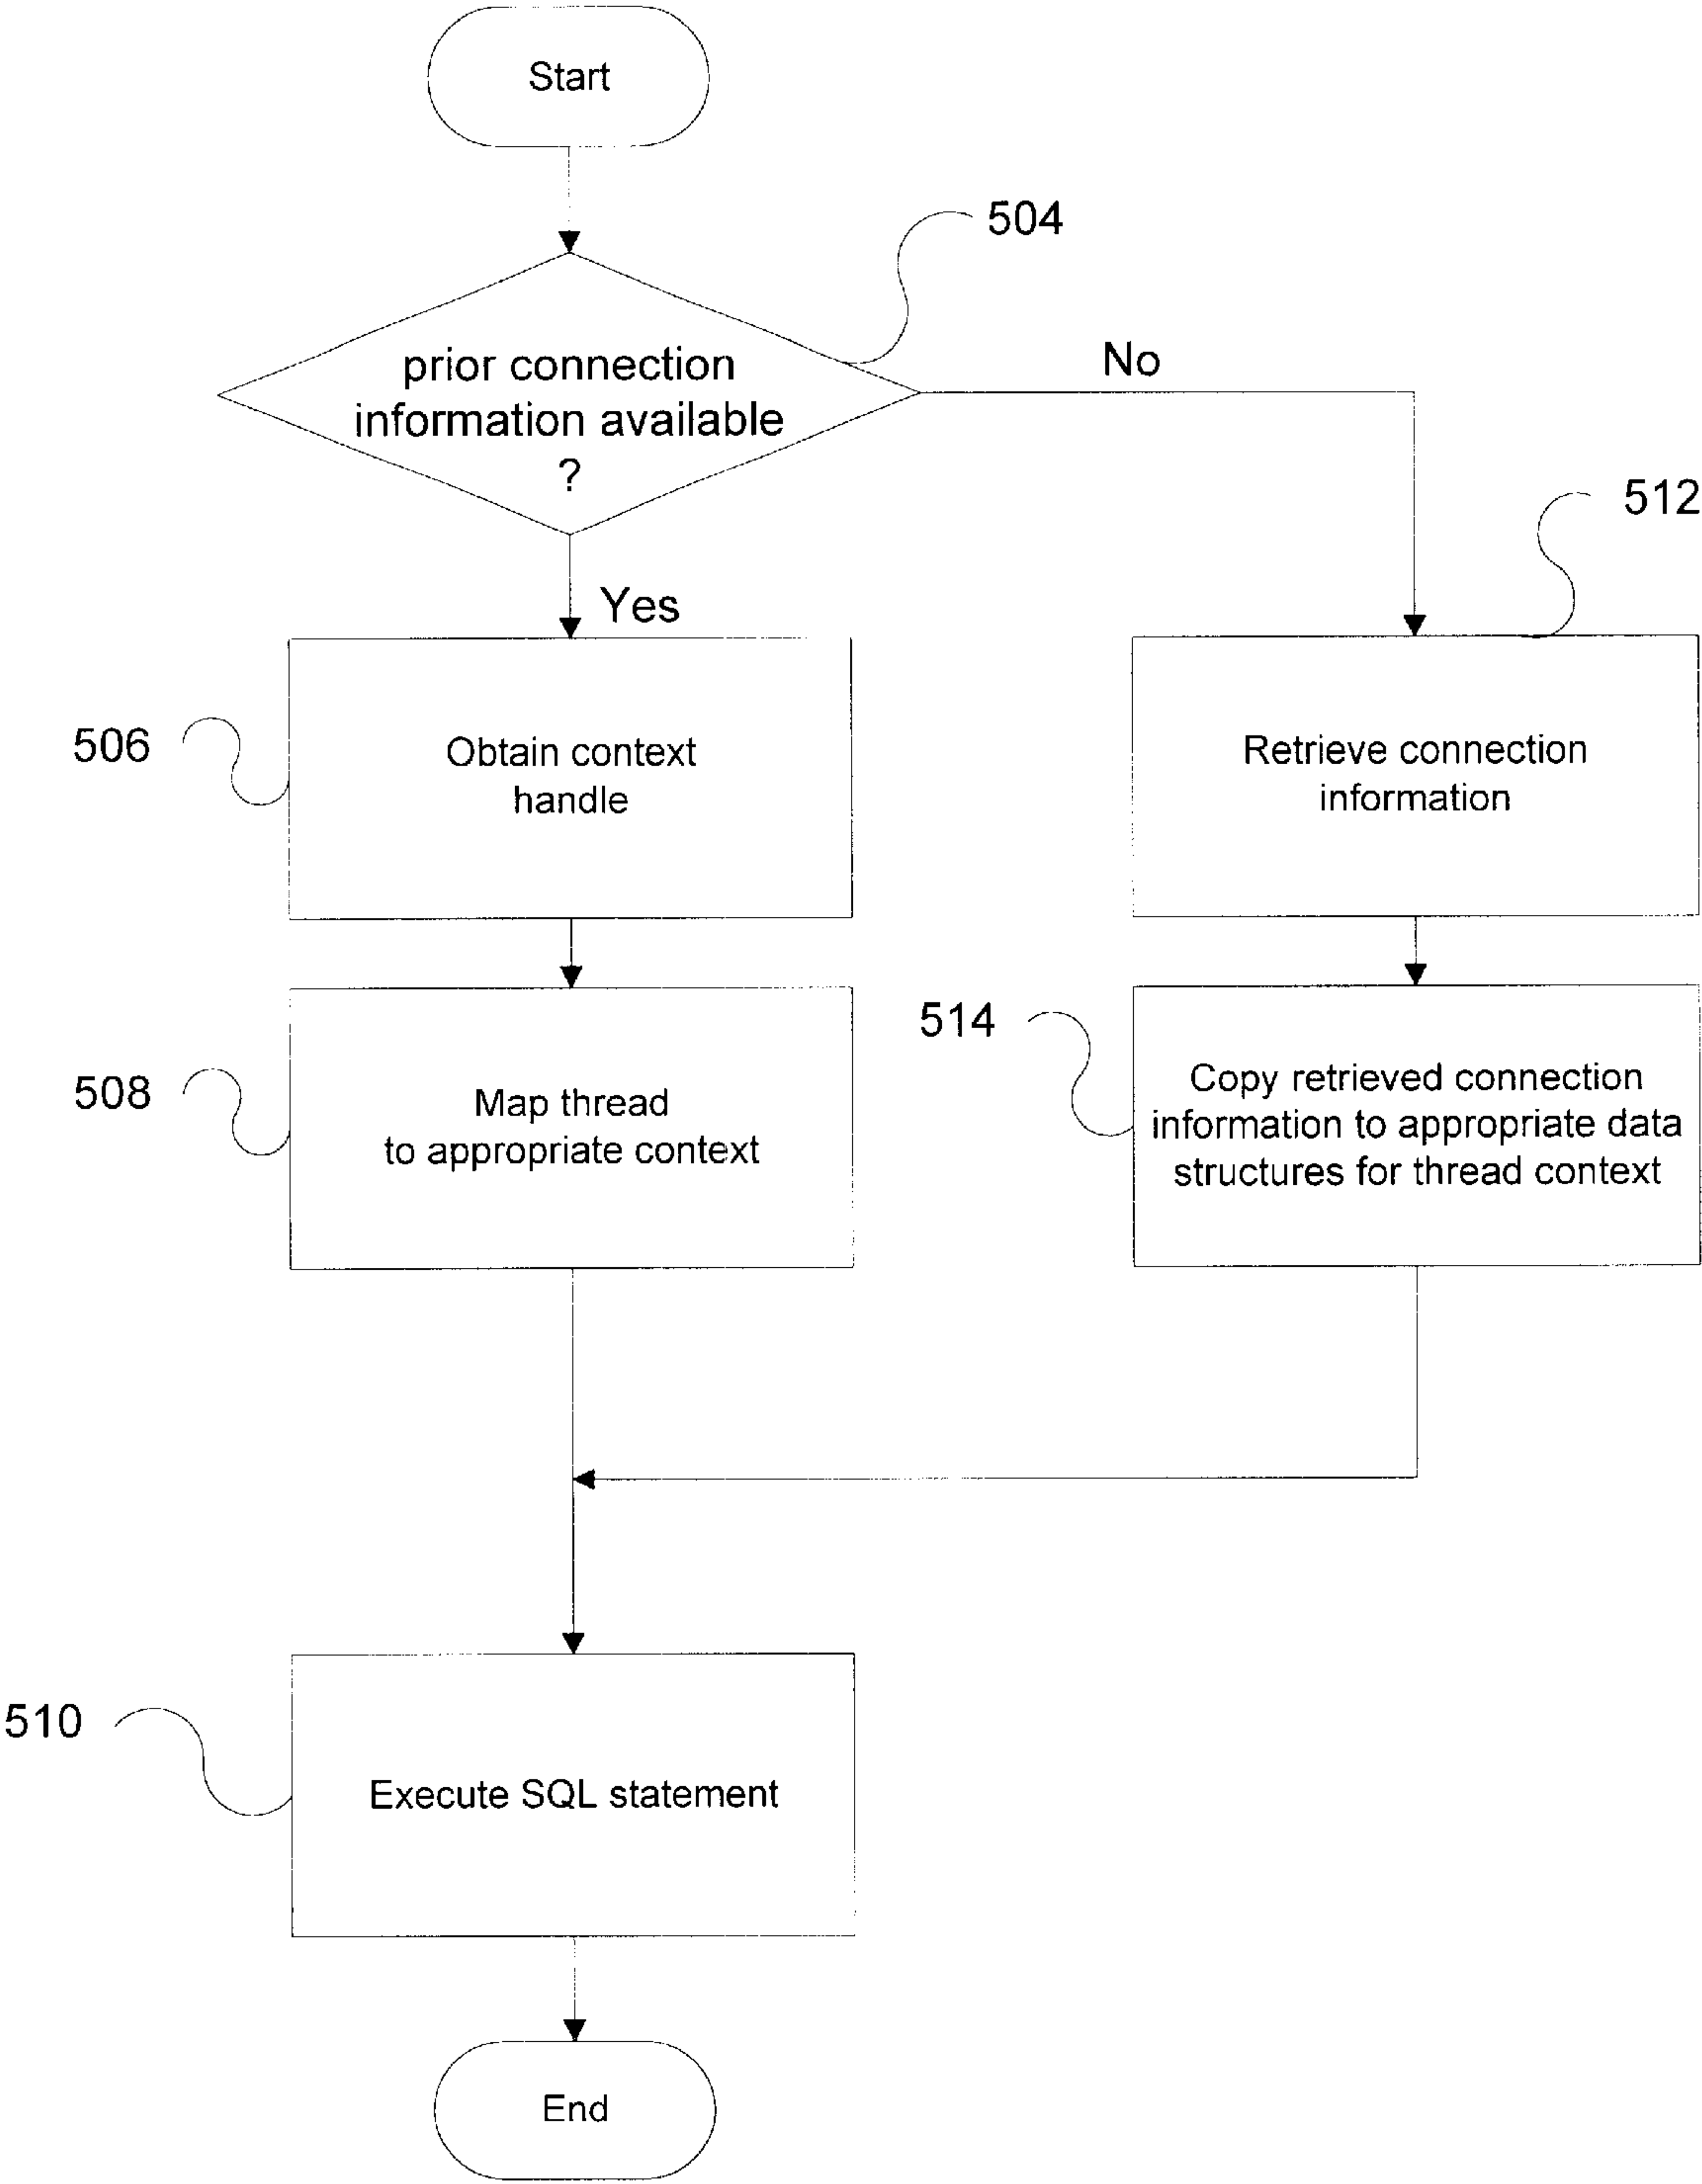 Start
504
prior connection
information available
?
No
Yes
512
506
Obtain context
handle
Retrieve connection
information
508
Map thread
to appropriate context
514
Copy retrieved connection
information to appropriate data
structures for thread context
510
Execute SQL statement
End